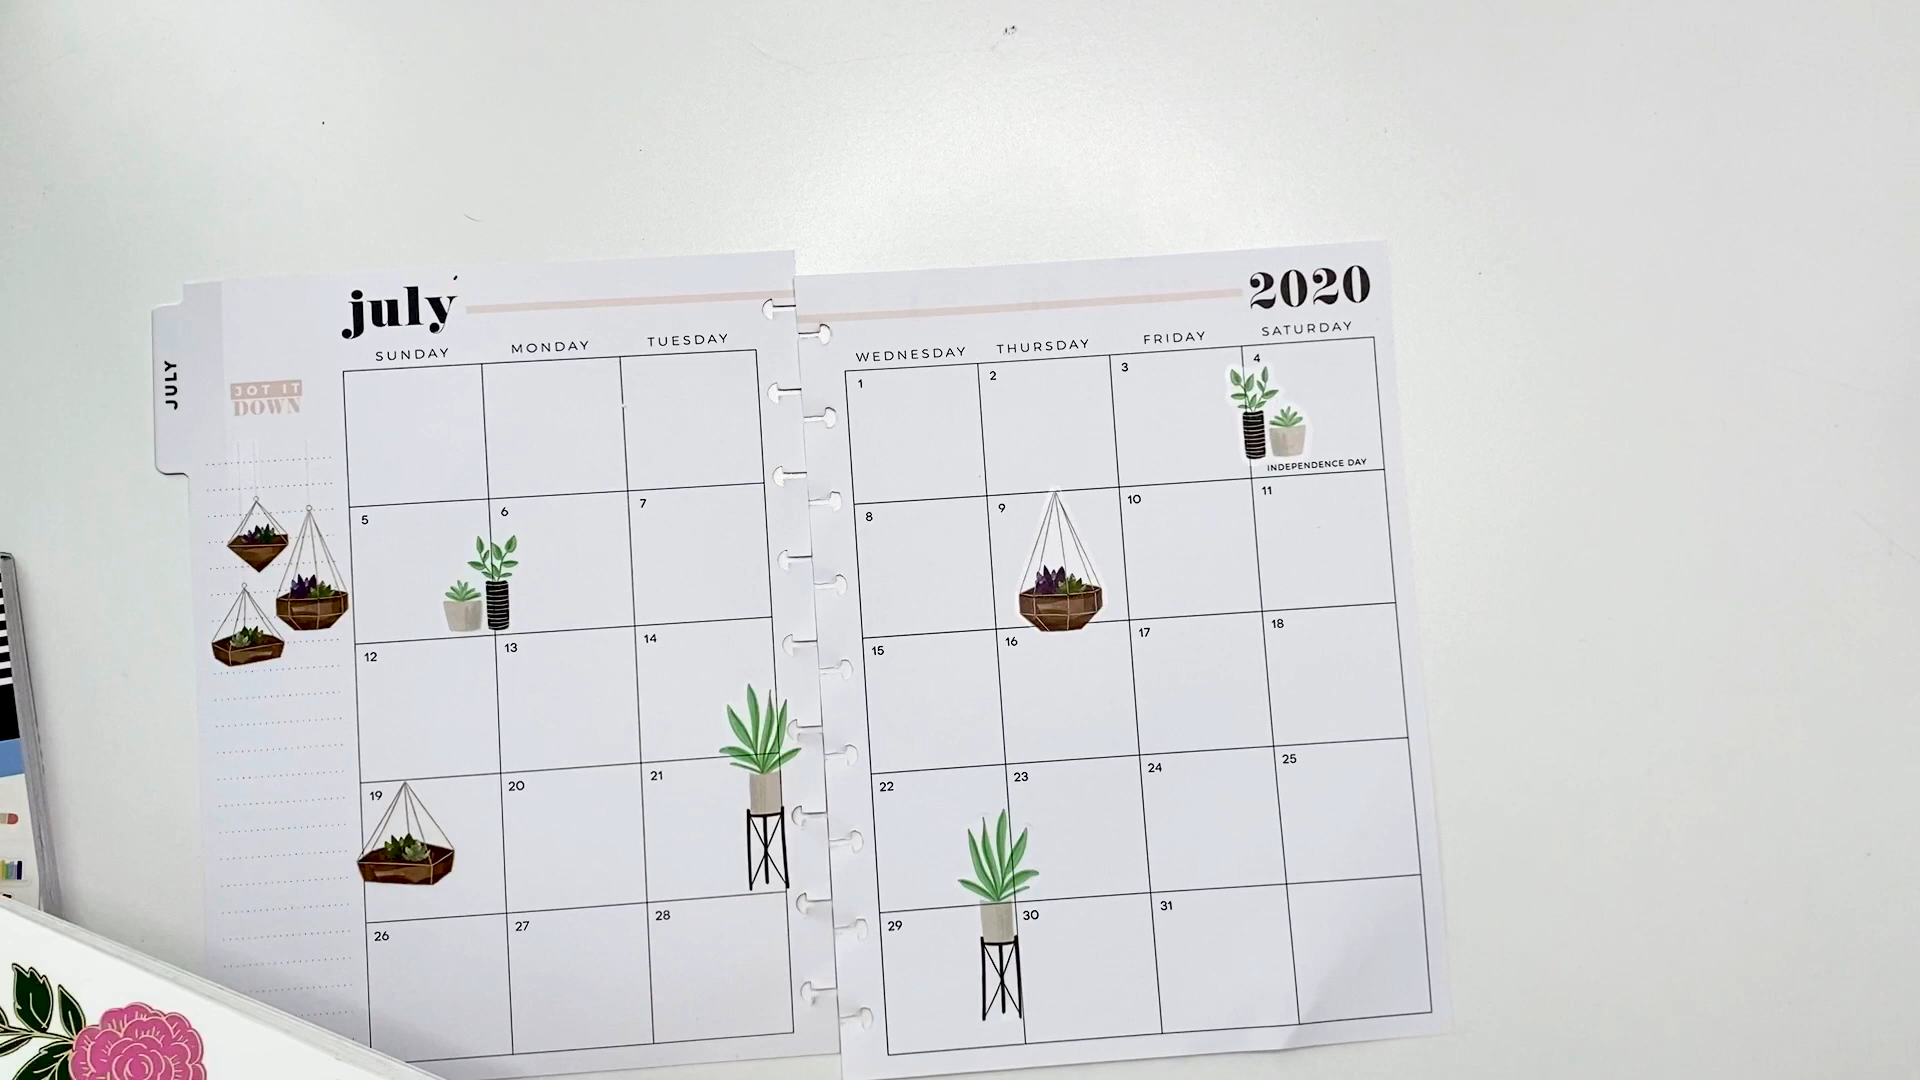 july
2020
JULY
JOT IT
DOWN
SUNDAY MONDAY TUESDAY WEDNESDAY THURSDAY FRIDAY SATURDAY
1 2 3 4
INDEPENDENCE DAY
5 6 7 8 9 10 11
12 13 14 15 16 17 18
19 20 21 22 23 24 25
26 27 28 29 30 31